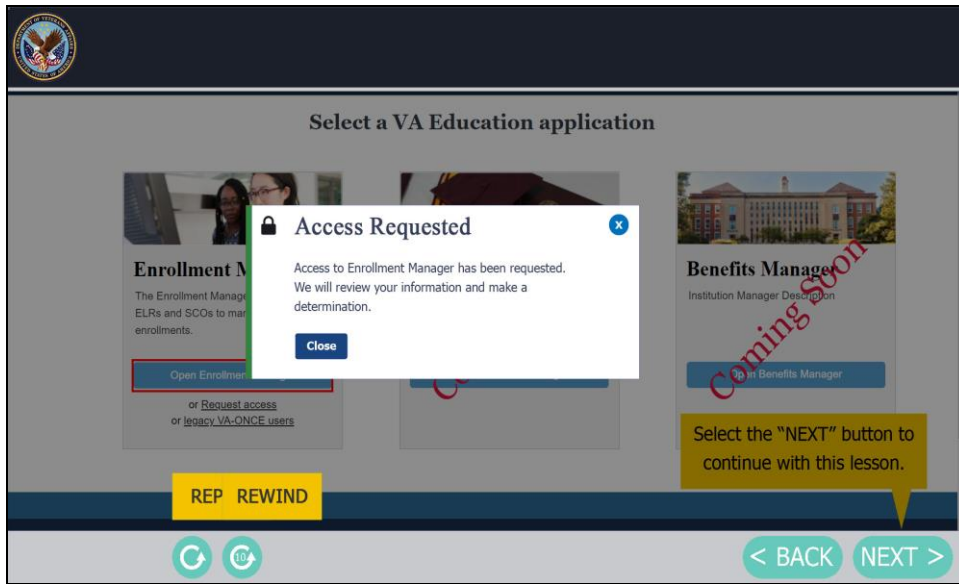 Select a VA Education application
Access Requested
x
Access to Enrollment Manager has been requested.
We will review your information and make a
determination.
Close
Enrollment M
The Enrollment Manage
ELRs and SCOs to ma
enrollments.
Open Enrollmen
or Request access
or legacy VA-ONCE users
Benefits Manager
Institution Manager Description
Coming Soon
Open Benefits Manager
Select the “NEXT” button to
continue with this lesson.
REP REWIND
10
< BACK NEXT >